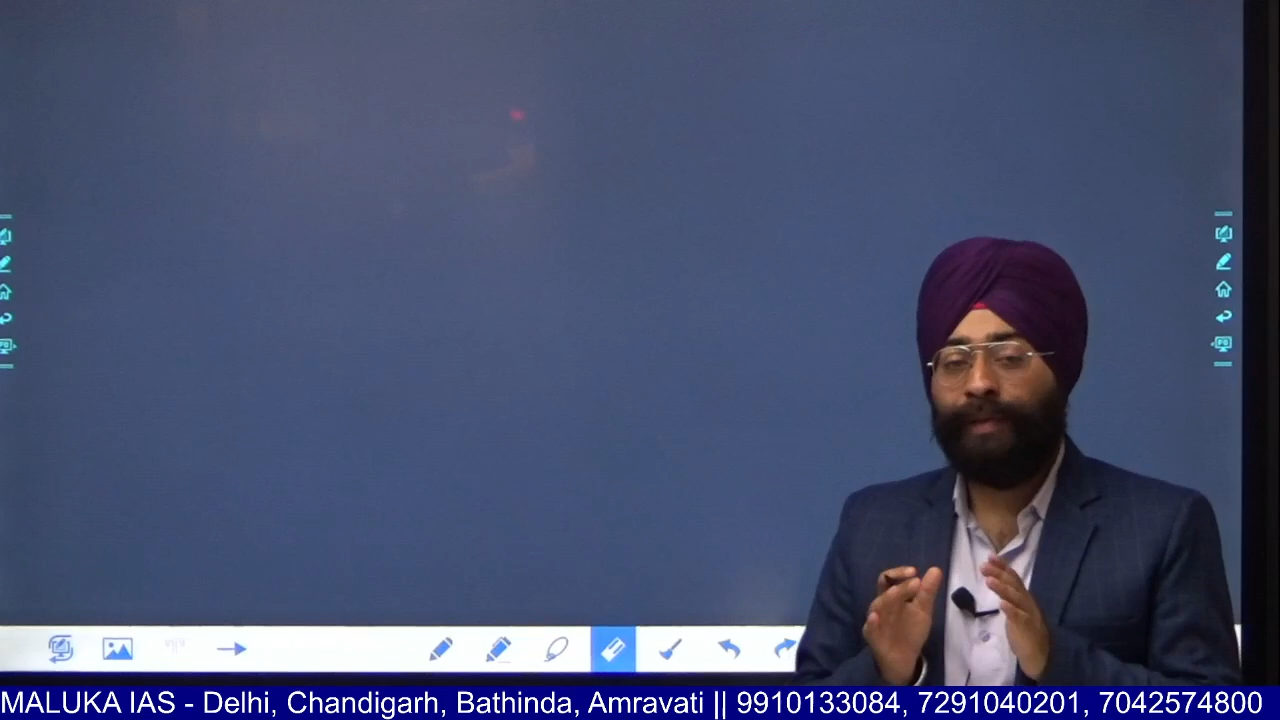 MALUKA IAS - Delhi, Chandigarh, Bathinda, Amravati || 9910133084, 7291040201, 7042574800